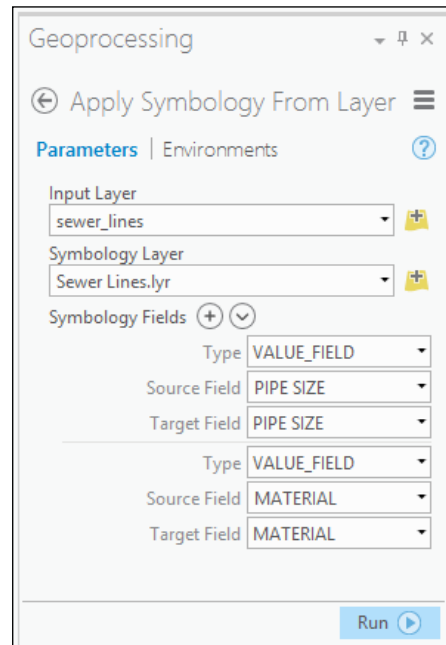 Geoprocessing
Apply Symbology From Layer
Parameters | Environments
Input Layer
sewer_lines
Symbology Layer
Sewer Lines.lyr
Symbology Fields
Type VALUE_FIELD
Source Field PIPE SIZE
Target Field PIPE SIZE
Type VALUE_FIELD
Source Field MATERIAL
Target Field MATERIAL
Run